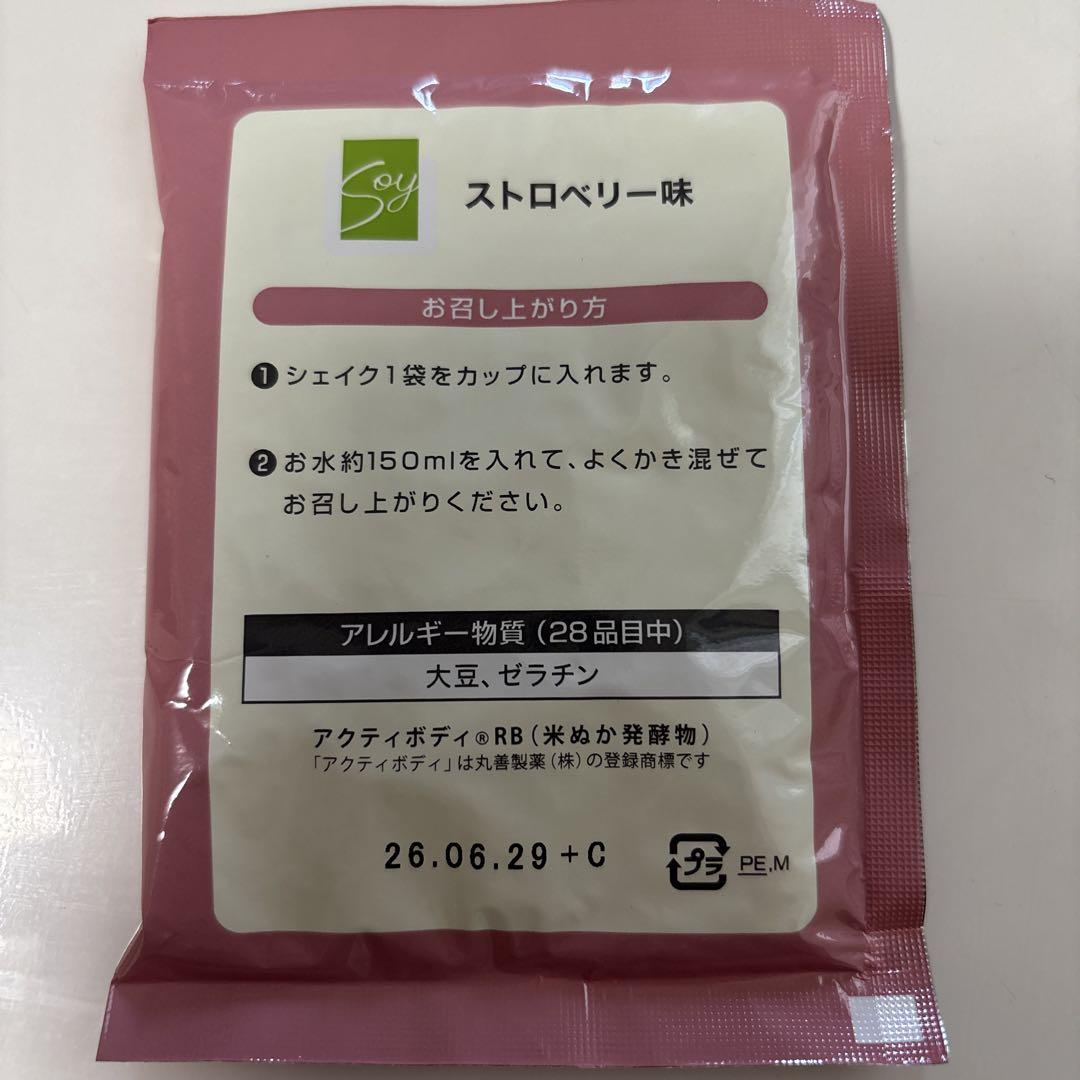 Soy
ストロベリー味
お召し上がり方
❶ シェイク1袋をカップに入れます。
❷ お水約150mlを入れて、よくかき混ぜて
お召し上がりください。
アレルギー物質（28品目中）
大豆、ゼラチン
アクティボディ®RB（米ぬか発酵物）
「アクティボディ」は丸善製薬（株）の登録商標です
26.06.29+C
プラ PE,M